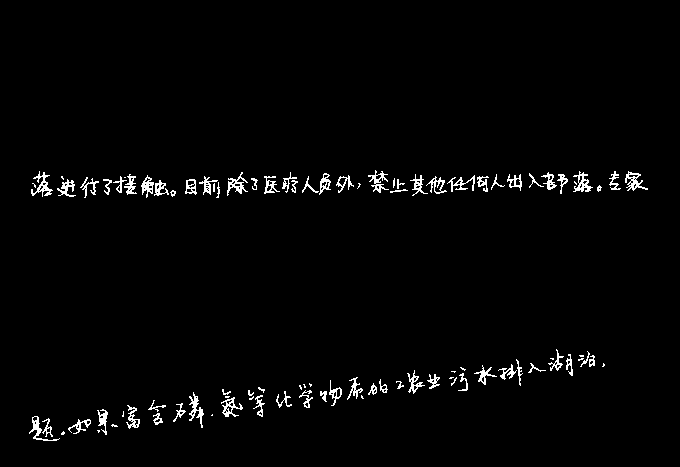 落进行了接触。目前除了医疗人员外,禁止其他任何人出入部落。专家
题。如果富含磷、氮等化学物质的工农业污水排入湖泊,